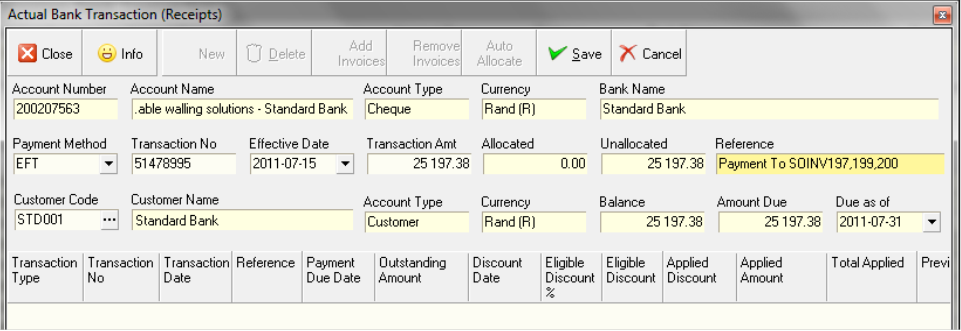 Actual Bank Transaction (Receipts)
Close Info New Delete Add Invoices Remove Invoices Auto Allocate Save Cancel
Account Number Account Name Account Type Currency Bank Name
200207563 .able walling solutions - Standard Bank Cheque Rand (R) Standard Bank
Payment Method Transaction No Effective Date Transaction Amt Allocated Unallocated Reference
EFT 51478995 2011-07-15 25 197.38 0.00 25 197.38 Payment To SOINV197,199,200
Customer Code Customer Name Account Type Currency Balance Amount Due Due as of
STD001 ... Standard Bank Customer Rand (R) 25 197.38 25 197.38 2011-07-31
Transaction Type Transaction No Transaction Date Reference Payment Due Date Outstanding Amount Discount Date Eligible Discount % Eligible Discount Applied Discount Applied Amount Total Applied Previ